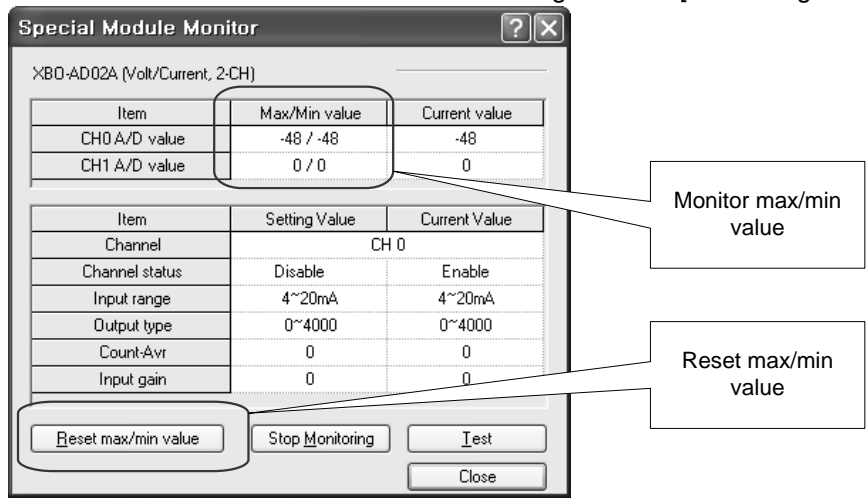 Special Module Monitor
XBO-AD02A (Volt/Current, 2-CH)
Item Max/Min value Current value
CH0 A/D value -48 / -48 -48
CH1 A/D value 0 / 0 0
Monitor max/min
value
Item Setting Value Current Value
Channel CH 0
Channel status Disable Enable
Input range 4~20mA 4~20mA
Output type 0~4000 0~4000
Count-Avr 0 0
Input gain 0 0
Reset max/min
value
Reset max/min value Stop Monitoring Test
Close